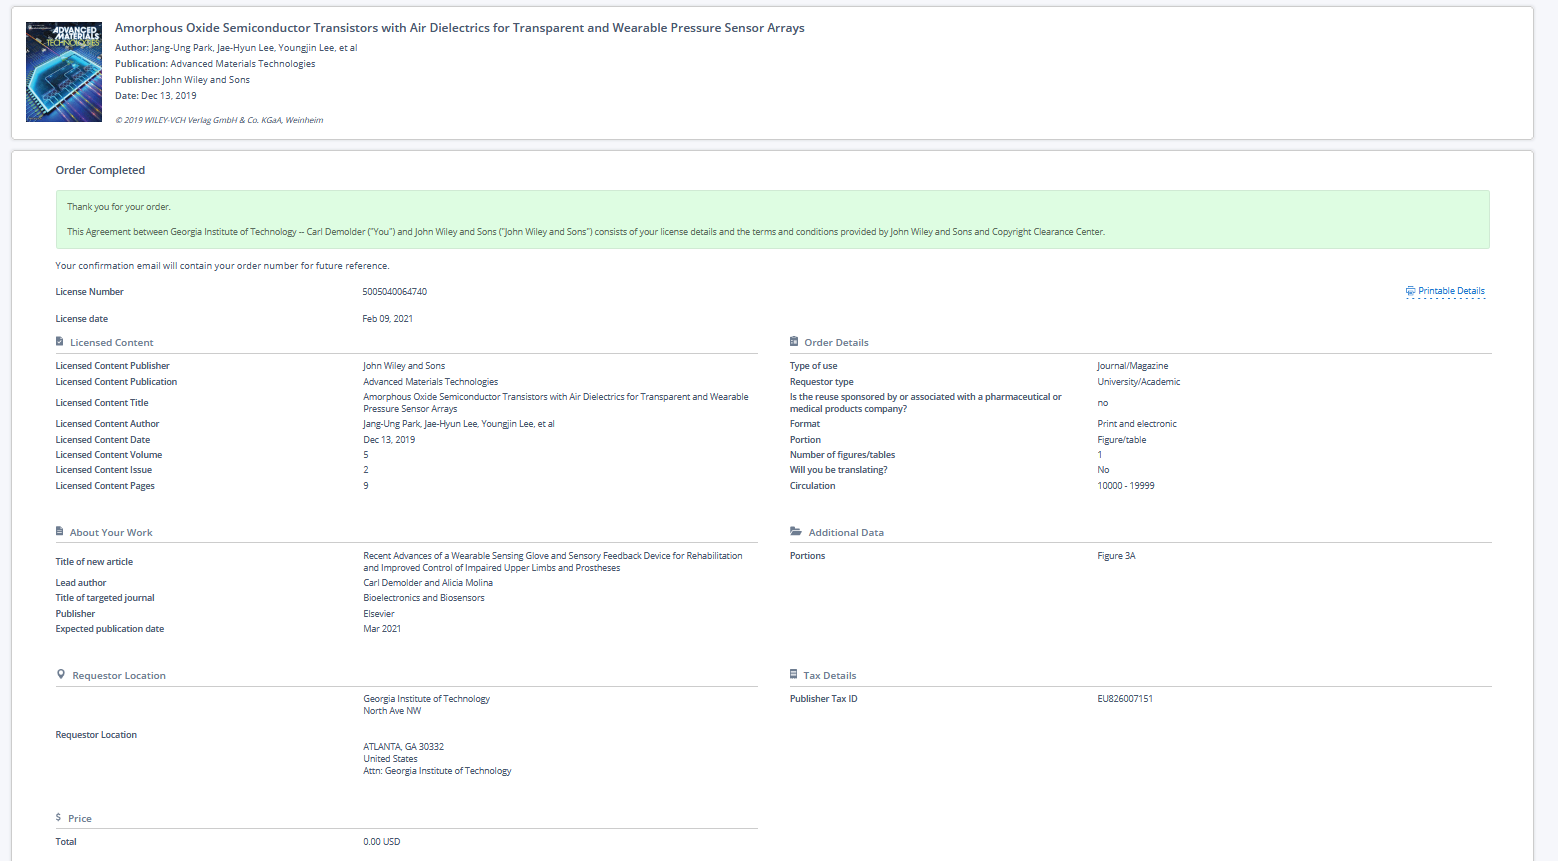 ADVANCED
MATERIALS
TECHNOLOGIES
Amorphous Oxide Semiconductor Transistors with Air Dielectrics for Transparent and Wearable Pressure Sensor Arrays
Author: Jang-Ung Park, Jae-Hyun Lee, Youngjin Lee, et al
Publication: Advanced Materials Technologies
Publisher: John Wiley and Sons
Date: Dec 13, 2019
© 2019 WILEY-VCH Verlag GmbH & Co. KGaA, Weinheim
Order Completed
Thank you for your order.
This Agreement between Georgia Institute of Technology -- Carl Demolder ("You") and John Wiley and Sons ("John Wiley and Sons") consists of your license details and the terms and conditions provided by John Wiley and Sons and Copyright Clearance Center.
Your confirmation email will contain your order number for future reference.
License Number 5005040064740
Printable Details
License date Feb 09, 2021
Licensed Content
Licensed Content Publisher John Wiley and Sons
Licensed Content Publication Advanced Materials Technologies
Licensed Content Title Amorphous Oxide Semiconductor Transistors with Air Dielectrics for Transparent and Wearable
Pressure Sensor Arrays
Licensed Content Author Jang-Ung Park, Jae-Hyun Lee, Youngjin Lee, et al
Licensed Content Date Dec 13, 2019
Licensed Content Volume 5
Licensed Content Issue 2
Licensed Content Pages 9
Order Details
Type of use Journal/Magazine
Requestor type University/Academic
Is the reuse sponsored by or associated with a pharmaceutical or
medical products company? no
Format Print and electronic
Portion Figure/table
Number of figures/tables 1
Will you be translating? No
Circulation 10000 - 19999
About Your Work
Title of new article Recent Advances of a Wearable Sensing Glove and Sensory Feedback Device for Rehabilitation
and Improved Control of Impaired Upper Limbs and Prostheses
Lead author Carl Demolder and Alicia Molina
Title of targeted journal Bioelectronics and Biosensors
Publisher Elsevier
Expected publication date Mar 2021
Additional Data
Portions Figure 3A
Requestor Location
Requestor Location Georgia Institute of Technology
North Ave NW
ATLANTA, GA 30332
United States
Attn: Georgia Institute of Technology
Tax Details
Publisher Tax ID EU826007151
$ Price
Total 0.00 USD